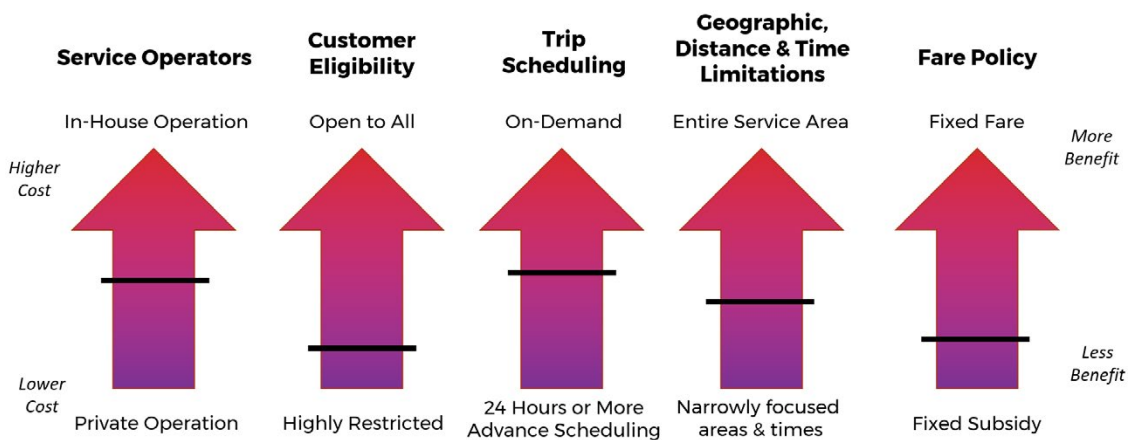 Service Operators
Customer
Eligibility
Trip
Scheduling
Geographic,
Distance & Time
Limitations
Fare Policy
In-House Operation
Open to All
On-Demand
Entire Service Area
Fixed Fare
Higher
Cost
More
Benefit
Lower
Cost
Less
Benefit
Private Operation
Highly Restricted
24 Hours or More
Advance Scheduling
Narrowly focused
areas & times
Fixed Subsidy